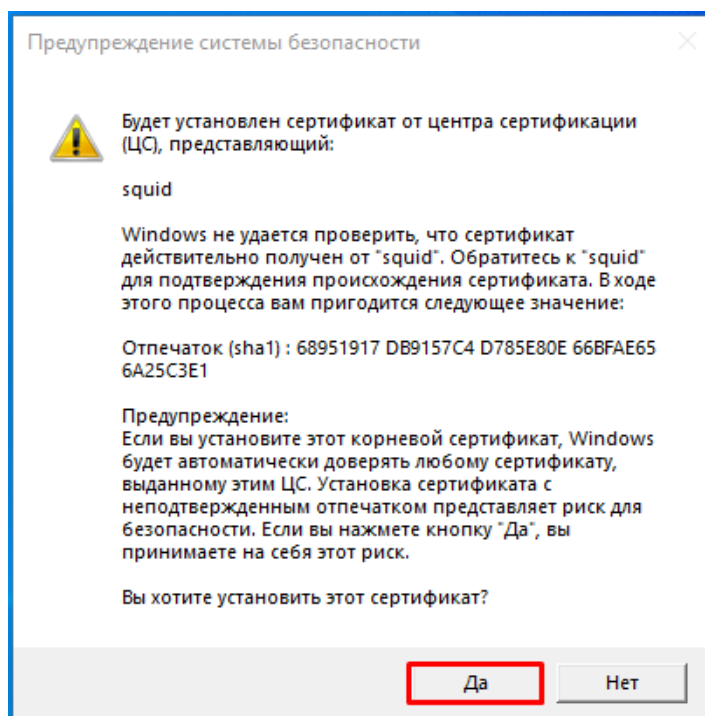 Предупреждение системы безопасности
Будет установлен сертификат от центра сертификации
(ЦС), представляющий:
squid
Windows не удается проверить, что сертификат
действительно получен от "squid". Обратитесь к "squid"
для подтверждения происхождения сертификата. В ходе
этого процесса вам пригодится следующее значение:
Отпечаток (sha1) : 68951917 DB9157C4 D785E80E 66BFAE65
6A25C3E1
Предупреждение:
Если вы установите этот корневой сертификат, Windows
будет автоматически доверять любому сертификату,
выданному этим ЦС. Установка сертификата с
неподтвержденным отпечатком представляет риск для
безопасности. Если вы нажмете кнопку "Да", вы
принимаете на себя этот риск.
Вы хотите установить этот сертификат?
Да Нет